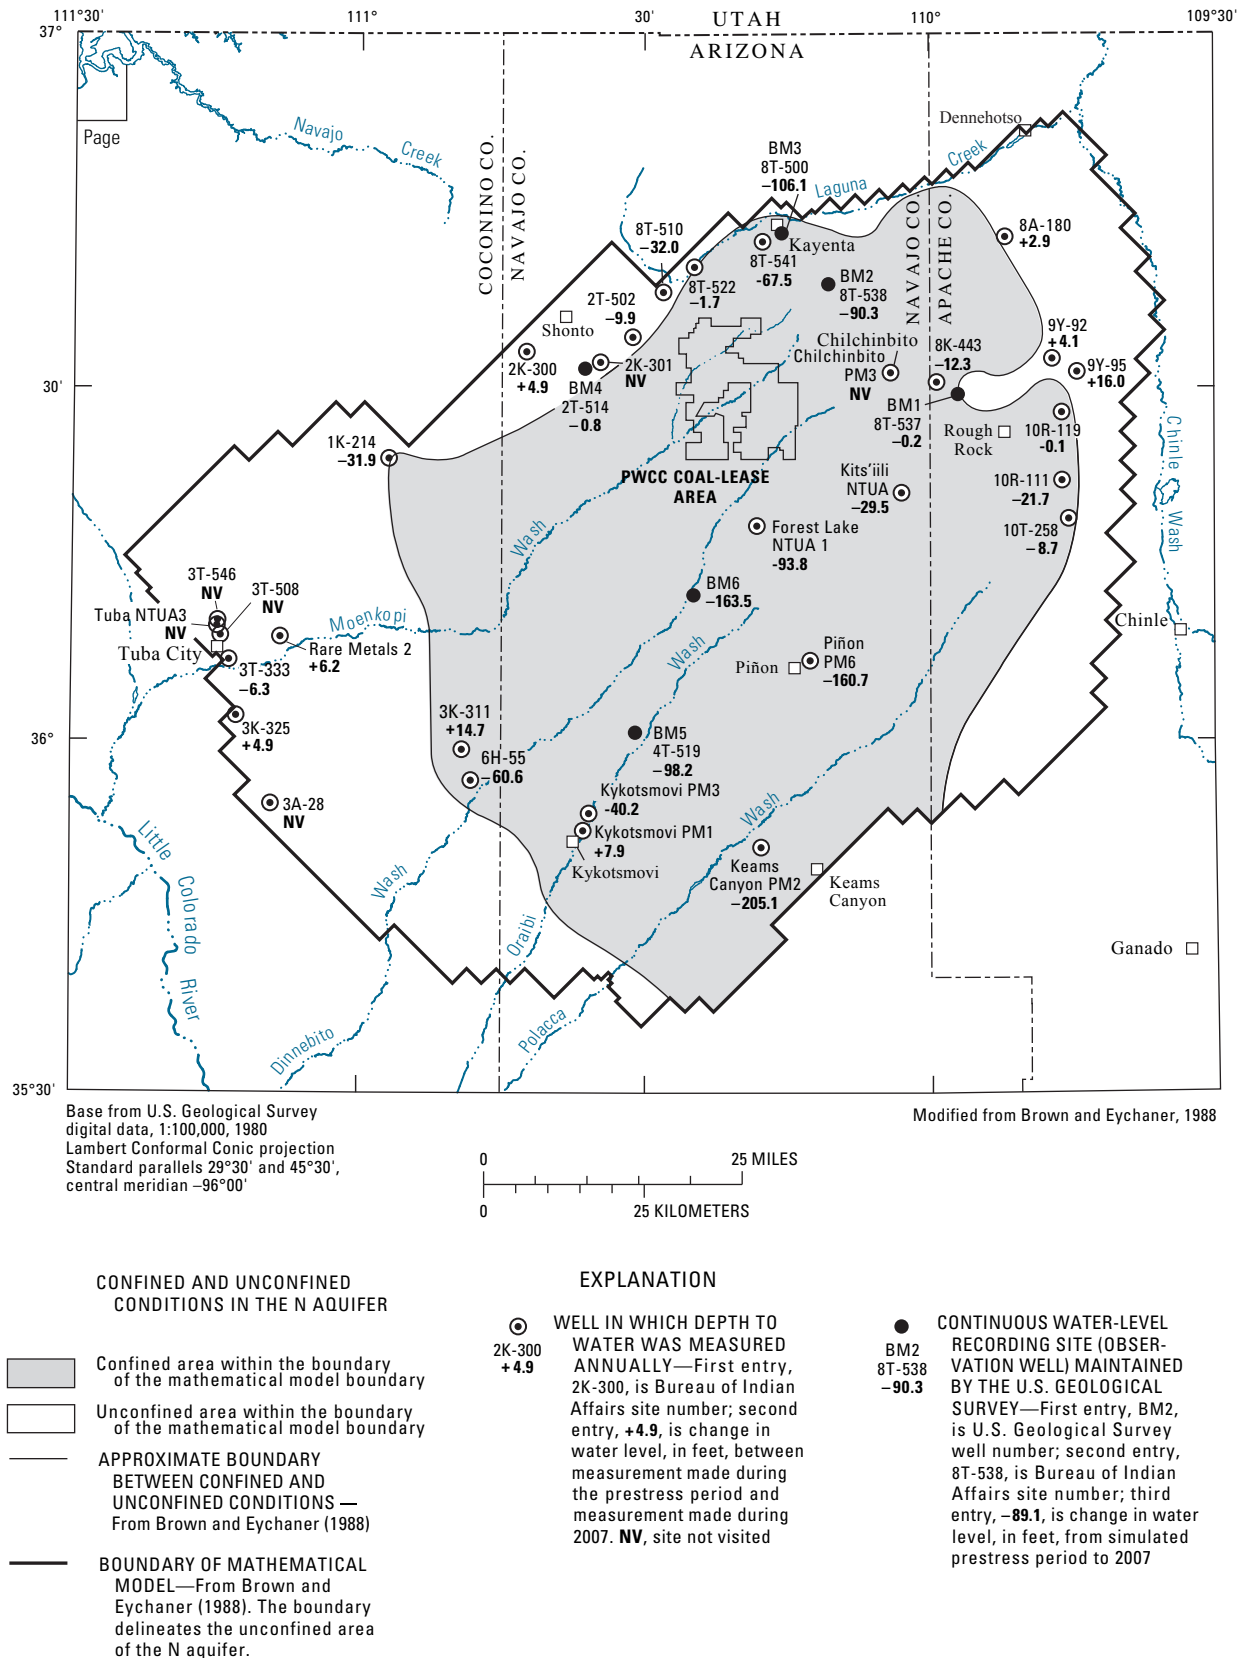 111°30'
111°
30'
UTAH
110°
109°30'
37°
ARIZONA
Page
Navajo
Creek
COCONINO CO.
NAVAJO CO.
Dennehotso
BM3
8T-500
−106.1
Laguna
Creek
NAVAJO CO.
APACHE CO.
8T-510
−32.0
Kayenta
8T-541
-67.5
8A-180
+2.9
8T-522
−1.7
BM2
8T-538
−90.3
2T-502
−9.9
Shonto
2K-300
+4.9
2K-301
NV
BM4
2T-514
−0.8
Chilchinbito
Chilchinbito
PM3
NV
8K-443
−12.3
9Y-92
+4.1
9Y-95
+16.0
30'
BM1
8T-537
−0.2
Rough
Rock
10R-119
-0.1
1K-214
−31.9
PWCC COAL-LEASE
AREA
Kits'iili
NTUA
−29.5
10R-111
−21.7
10T-258
−8.7
Chinle
Wash
Wash
Forest Lake
NTUA 1
-93.8
BM6
−163.5
3T-546
NV
3T-508
NV
Tuba NTUA3
NV
Tuba City
Moenkopi
Rare Metals 2
+6.2
3T-333
−6.3
3K-325
+4.9
Chinle
Wash
Piñon
Piñon
PM6
−160.7
36°
3K-311
+14.7
6H-55
−60.6
BM5
4T-519
−98.2
Kykotsmovi PM3
-40.2
Kykotsmovi PM1
+7.9
Kykotsmovi
3A-28
NV
Wash
Keams
Canyon PM2
−205.1
Keams
Canyon
Little
Colorado
River
Wash
Oraibi
Polacca
Dinnebito
Ganado
35°30'
Base from U.S. Geological Survey
digital data, 1:100,000, 1980
Lambert Conformal Conic projection
Standard parallels 29°30' and 45°30',
central meridian −96°00'
Modified from Brown and Eychaner, 1988
0
25 MILES
0
25 KILOMETERS
CONFINED AND UNCONFINED
CONDITIONS IN THE N AQUIFER
Confined area within the boundary
of the mathematical model boundary
Unconfined area within the boundary
of the mathematical model boundary
APPROXIMATE BOUNDARY
BETWEEN CONFINED AND
UNCONFINED CONDITIONS —
From Brown and Eychaner (1988)
BOUNDARY OF MATHEMATICAL
MODEL—From Brown and
Eychaner (1988). The boundary
delineates the unconfined area
of the N aquifer.
EXPLANATION
2K-300
+4.9
WELL IN WHICH DEPTH TO
WATER WAS MEASURED
ANNUALLY—First entry,
2K-300, is Bureau of Indian
Affairs site number; second
entry, +4.9, is change in
water level, in feet, between
measurement made during
the prestress period and
measurement made during
2007. NV, site not visited
BM2
8T-538
−90.3
CONTINUOUS WATER-LEVEL
RECORDING SITE (OBSER-
VATION WELL) MAINTAINED
BY THE U.S. GEOLOGICAL
SURVEY—First entry, BM2,
is U.S. Geological Survey
well number; second entry,
8T-538, is Bureau of Indian
Affairs site number; third
entry, −89.1, is change in water
level, in feet, from simulated
prestress period to 2007